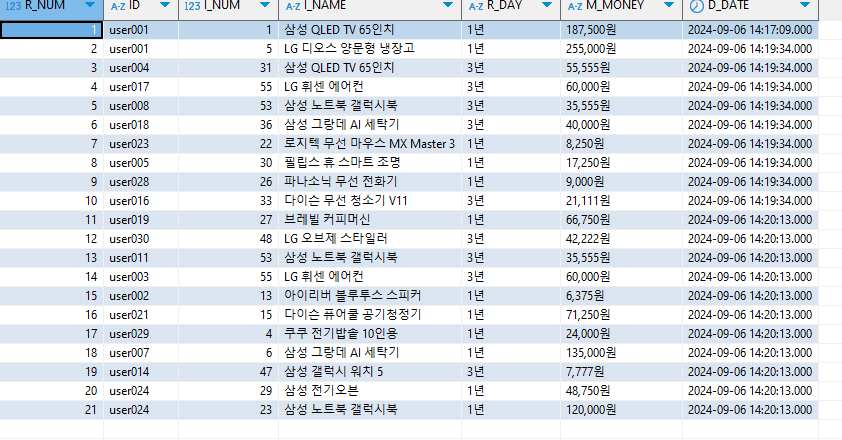 123 R_NUM A-Z ID 123 I_NUM A-Z I_NAME A-Z R_DAY A-Z M_MONEY D_DATE
1 user001 1 삼성 QLED TV 65인치 1년 187,500원 2024-09-06 14:17:09.000
2 user001 5 LG 디오스 양문형 냉장고 1년 255,000원 2024-09-06 14:19:34.000
3 user004 31 삼성 QLED TV 65인치 3년 55,555원 2024-09-06 14:19:34.000
4 user017 55 LG 휘센 에어컨 3년 60,000원 2024-09-06 14:19:34.000
5 user008 53 삼성 노트북 갤럭시북 3년 35,555원 2024-09-06 14:19:34.000
6 user018 36 삼성 그랑데 AI 세탁기 3년 40,000원 2024-09-06 14:19:34.000
7 user023 22 로지텍 무선 마우스 MX Master 3 1년 8,250원 2024-09-06 14:19:34.000
8 user005 30 필립스 휴 스마트 조명 1년 17,250원 2024-09-06 14:19:34.000
9 user028 26 파나소닉 무선 전화기 1년 9,000원 2024-09-06 14:19:34.000
10 user016 33 다이슨 무선 청소기 V11 3년 21,111원 2024-09-06 14:19:34.000
11 user019 27 브레빌 커피머신 1년 66,750원 2024-09-06 14:20:13.000
12 user030 48 LG 오브제 스타일러 3년 42,222원 2024-09-06 14:20:13.000
13 user011 53 삼성 노트북 갤럭시북 3년 35,555원 2024-09-06 14:20:13.000
14 user003 55 LG 휘센 에어컨 3년 60,000원 2024-09-06 14:20:13.000
15 user002 13 아이리버 블루투스 스피커 1년 6,375원 2024-09-06 14:20:13.000
16 user021 15 다이슨 퓨어쿨 공기청정기 1년 71,250원 2024-09-06 14:20:13.000
17 user029 4 쿠쿠 전기밥솥 10인용 1년 24,000원 2024-09-06 14:20:13.000
18 user007 6 삼성 그랑데 AI 세탁기 1년 135,000원 2024-09-06 14:20:13.000
19 user014 47 삼성 갤럭시 워치 5 3년 7,777원 2024-09-06 14:20:13.000
20 user024 29 삼성 전기오븐 1년 48,750원 2024-09-06 14:20:13.000
21 user024 23 삼성 노트북 갤럭시북 1년 120,000원 2024-09-06 14:20:13.000